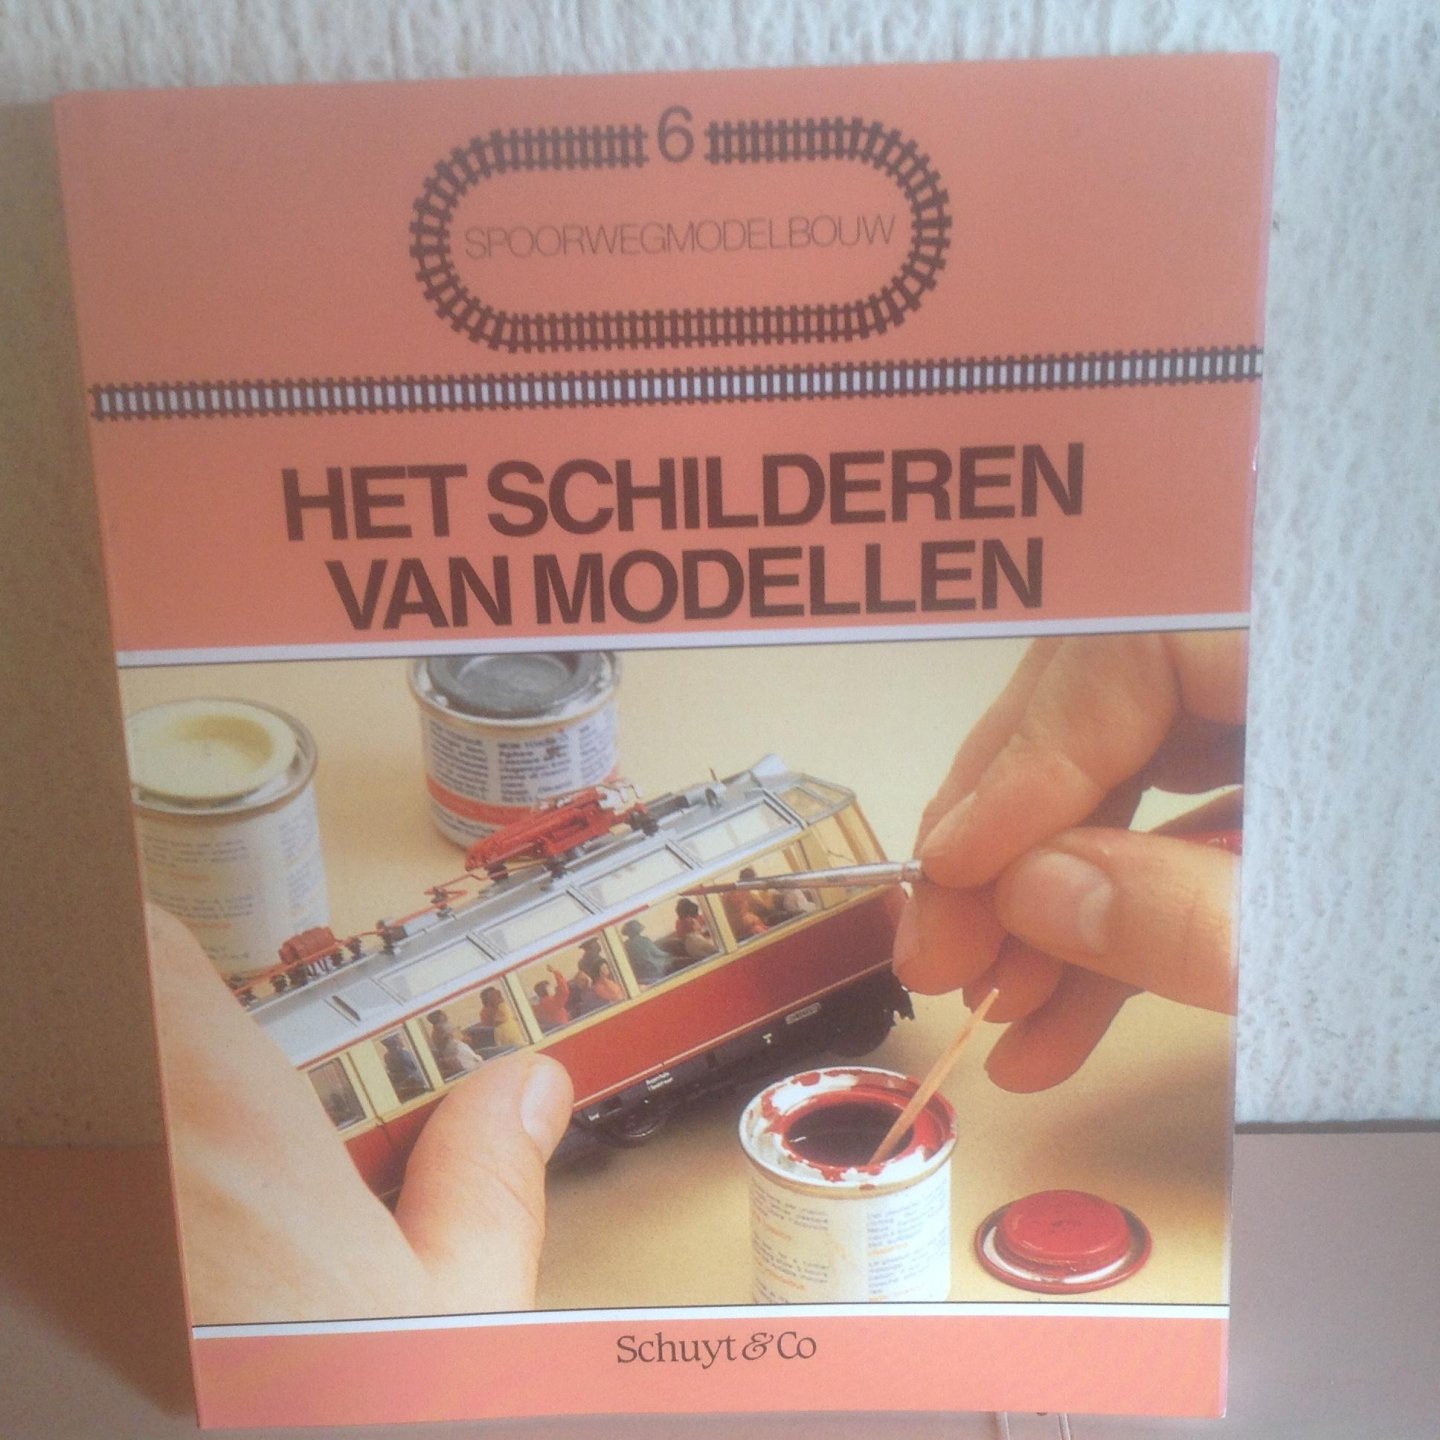 6
SPOORWEGMODELBOUW
HET SCHILDEREN
VAN MODELLEN
Schuyt & Co